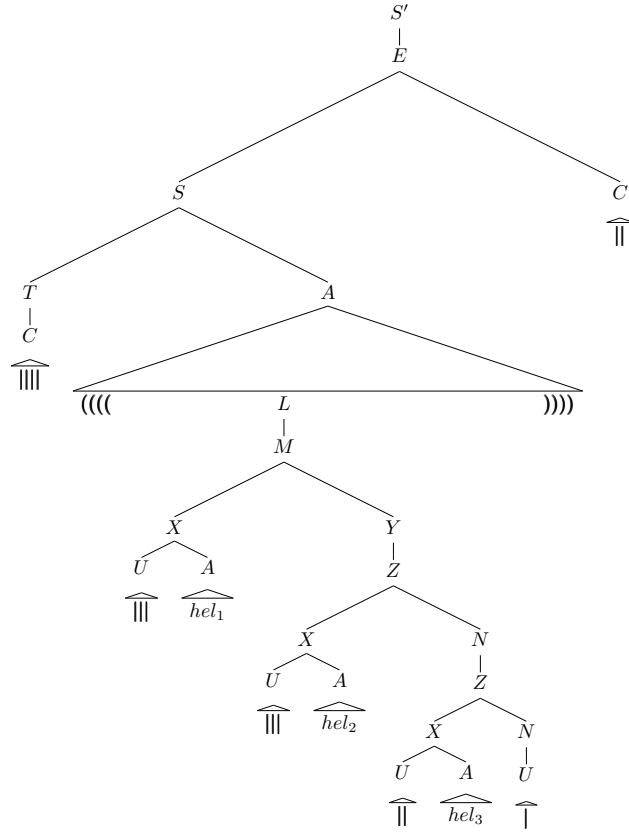 S′
E
S C
||
T A
C
||||
(((( L ))))
M
X Y
U A Z
||| hel₁
X N
U A Z
||| hel₂
X N
U A U
|| hel₃ |